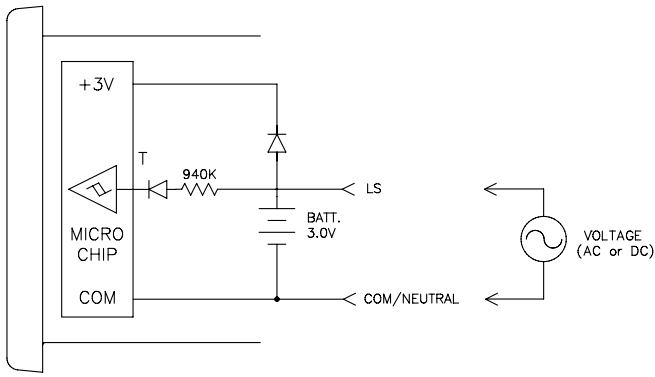 +3V
T
940K
LS
BATT.
3.0V
MICRO
CHIP
VOLTAGE
(AC or DC)
COM
COM/NEUTRAL